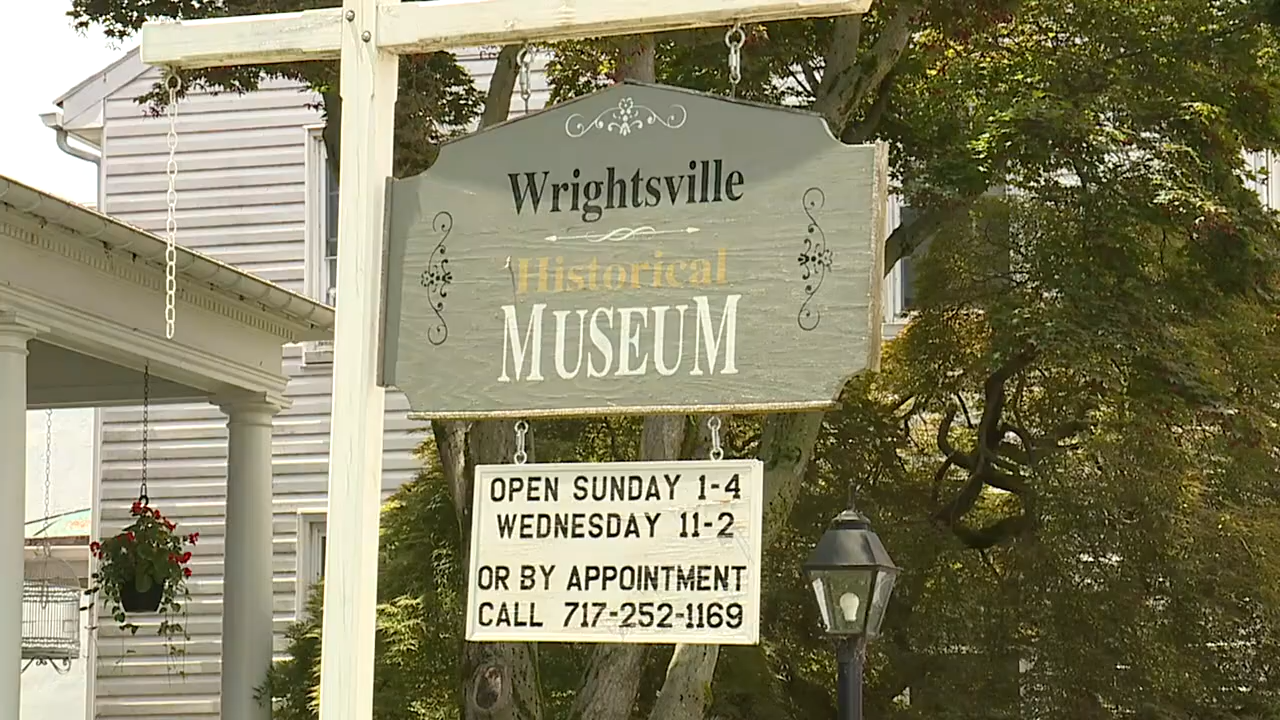 Wrightsville
Historical
MUSEUM
OPEN SUNDAY 1-4
WEDNESDAY 11-2
OR BY APPOINTMENT
CALL 717-252-1169